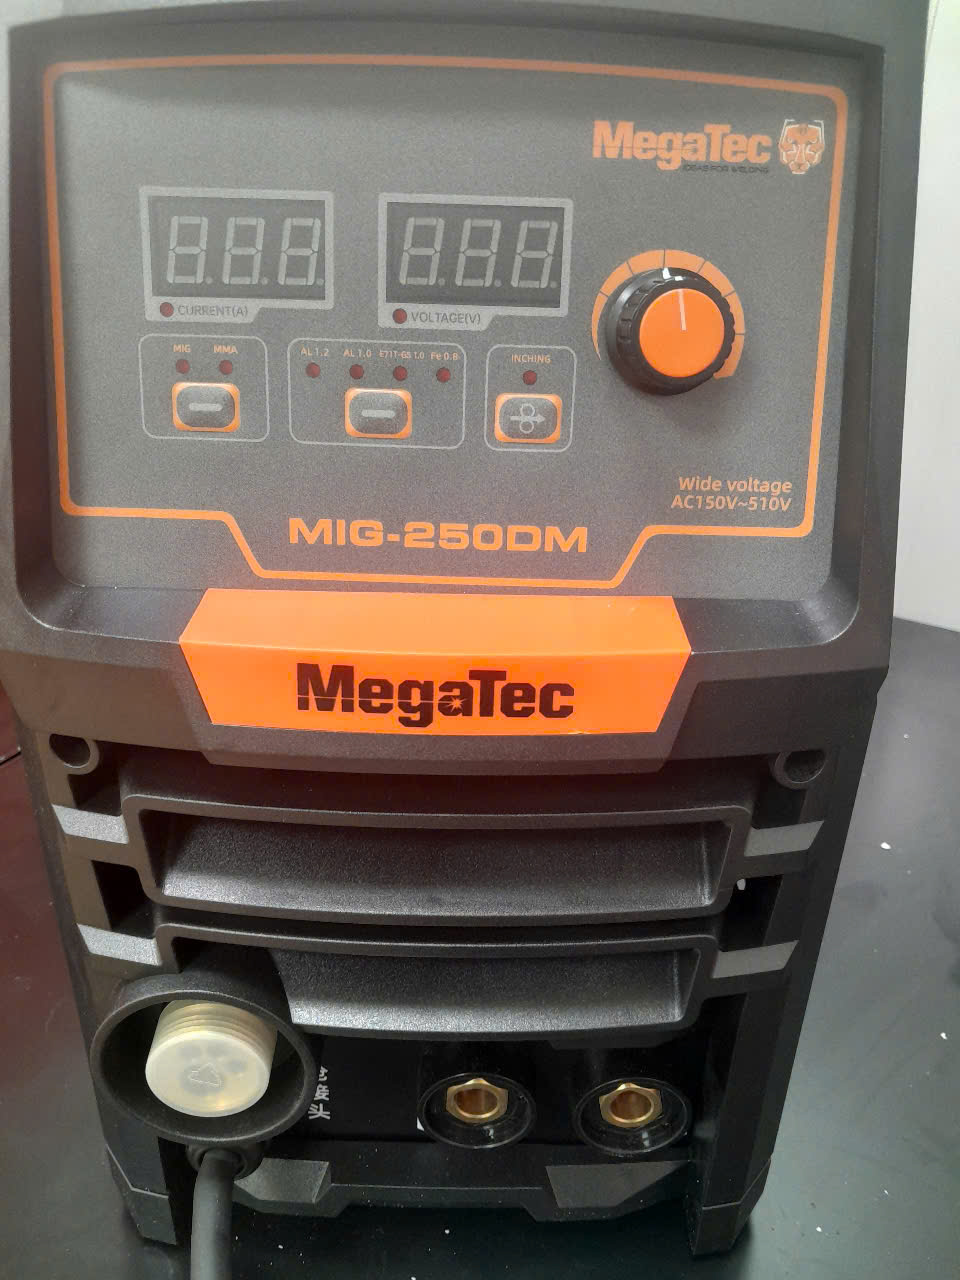 MegaTec
IDEAS FOR WELDING
CURRENT(A)
VOLTAGE(V)
MIG MMA
AL 1.2 AL 1.0 E71T-GS 1.0 Fe 0.8
INCHING
Wide voltage
AC150V~510V
MIG-250DM
MegaTec